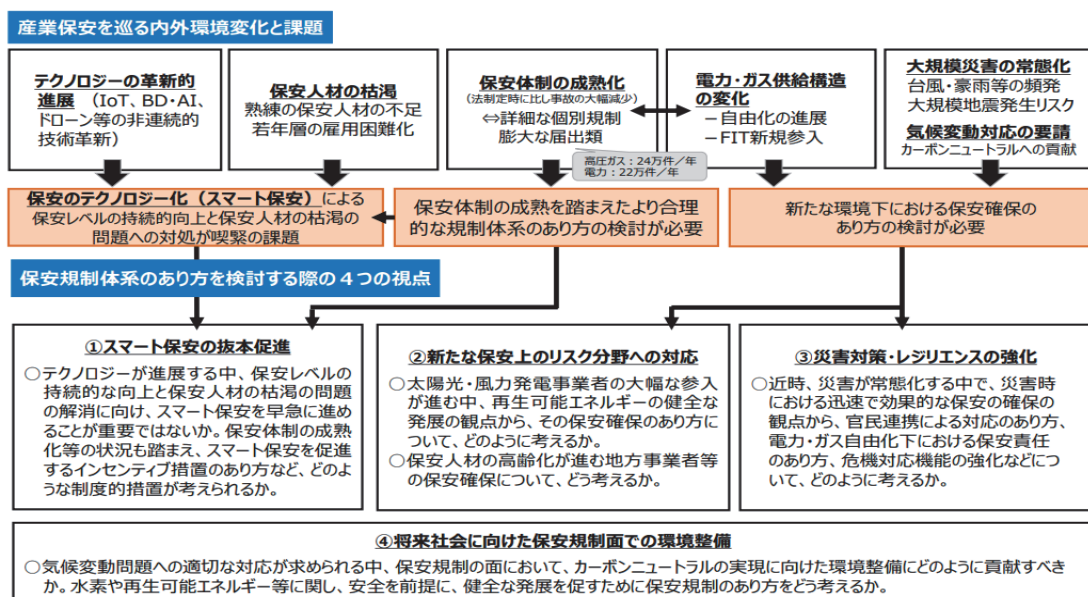 産業保安を巡る内外環境変化と課題
テクノロジーの革新的
進展 （IoT、BD・AI、
ドローン等の非連続的
技術革新）
保安人材の枯渇
熟練の保安人材の不足
若年層の雇用困難化
保安体制の成熟化
（法制定時に比し事故の大幅減少）
⇔詳細な個別規制
膨大な届出類
高圧ガス：24万件／年
電力：22万件／年
電力・ガス供給構造
の変化
－自由化の進展
－FIT新規参入
大規模災害の常態化
台風・豪雨等の頻発
大規模地震発生リスク
気候変動対応の要請
カーボンニュートラルへの貢献
保安のテクノロジー化（スマート保安）による
保安レベルの持続的向上と保安人材の枯渇の
問題への対処が喫緊の課題
保安体制の成熟を踏まえたより合理
的な規制体系のあり方の検討が必要
新たな環境下における保安確保の
あり方の検討が必要
保安規制体系のあり方を検討する際の４つの視点
①スマート保安の抜本促進
○テクノロジーが進展する中、保安レベルの
持続的な向上と保安人材の枯渇の問題
の解消に向け、スマート保安を早急に進め
ることが重要ではないか。保安体制の成熟
化等の状況も踏まえ、スマート保安を促進
するインセンティブ措置のあり方など、どのよ
うな制度的措置が考えられるか。
②新たな保安上のリスク分野への対応
○太陽光・風力発電事業者の大幅な参入
が進む中、再生可能エネルギーの健全な
発展の観点から、その保安確保のあり方に
ついて、どのように考えるか。
○保安人材の高齢化が進む地方事業者等
の保安確保について、どう考えるか。
③災害対策・レジリエンスの強化
○近時、災害が常態化する中で、災害時
における迅速で効果的な保安の確保の
観点から、官民連携による対応のあり方、
電力・ガス自由化下における保安責任
のあり方、危機対応機能の強化などにつ
いて、どのように考えるか。
④将来社会に向けた保安規制面での環境整備
○気候変動問題への適切な対応が求められる中、保安規制の面において、カーボンニュートラルの実現に向けた環境整備にどのように貢献すべき
か。水素や再生可能エネルギー等に関し、安全を前提に、健全な発展を促すために保安規制のあり方をどう考えるか。